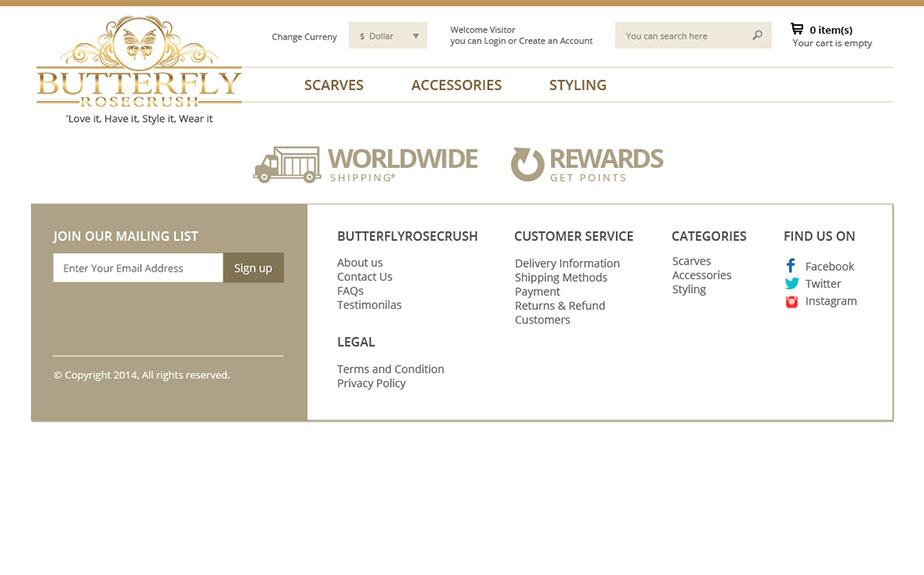 Change Curreny
$ Dollar
Welcome Visitor
you can Login or Create an Account
You can search here
0 item(s)
Your cart is empty
BUTTERFLY
ROSECRUSH
'Love it, Have it, Style it, Wear it
SCARVES
ACCESSORIES
STYLING
WORLDWIDE
SHIPPING*
REWARDS
GET POINTS
JOIN OUR MAILING LIST
Enter Your Email Address
Sign up
© Copyright 2014, All rights reserved.
BUTTERFLYROSECRUSH
About us
Contact Us
FAQs
Testimonilas
LEGAL
Terms and Condition
Privacy Policy
CUSTOMER SERVICE
Delivery Information
Shipping Methods
Payment
Returns & Refund
Customers
CATEGORIES
Scarves
Accessories
Styling
FIND US ON
Facebook
Twitter
Instagram